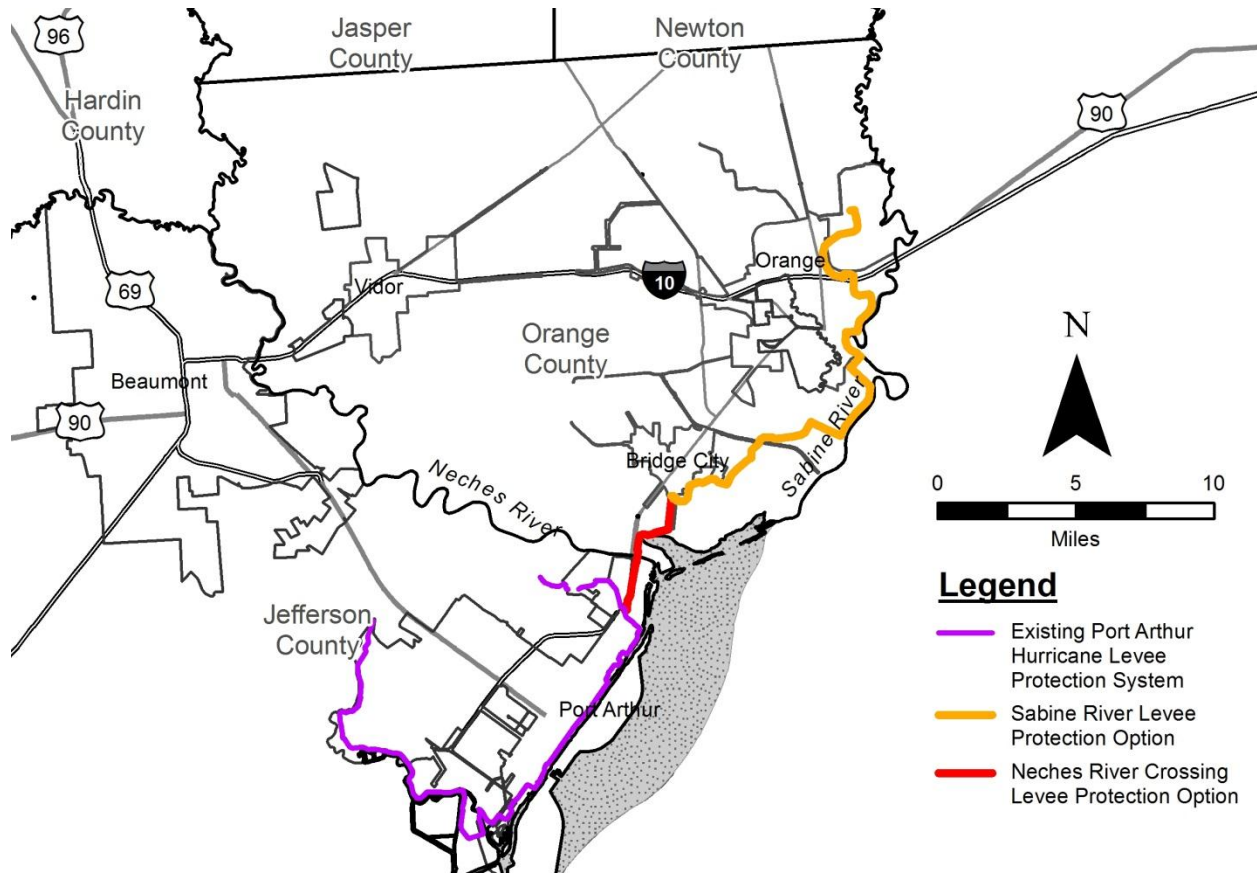 96
Jasper
County
Newton
County
Hardin
County
90
69
Vidor
10
Orange
Orange
County
N
Beaumont
90
Bridge City
Sabine River
Neches River
0 5 10
Miles
Jefferson
County
Port Arthur
Legend
Existing Port Arthur
Hurricane Levee
Protection System
Sabine River Levee
Protection Option
Neches River Crossing
Levee Protection Option